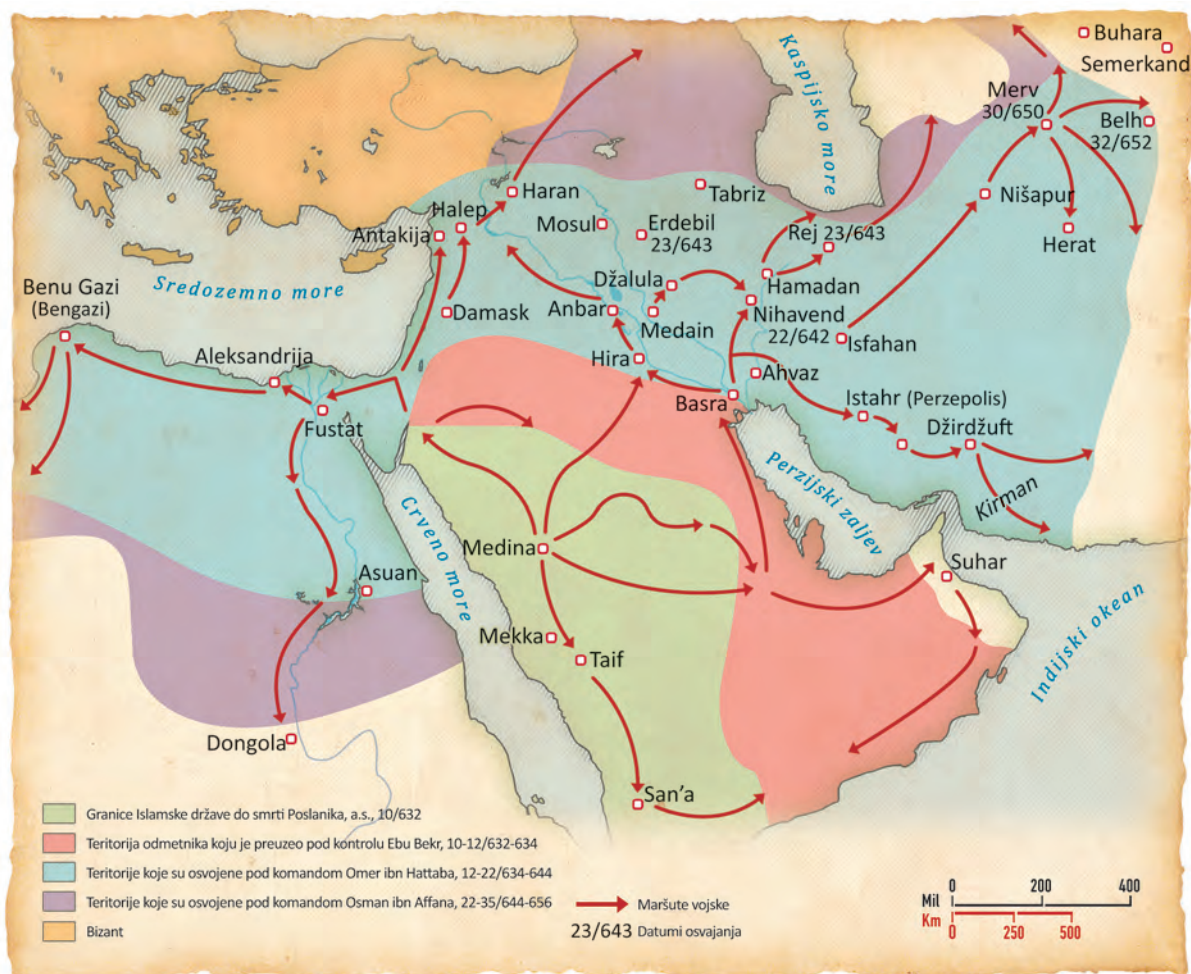 Buhara
Semerkand
Kaspijsko more
Merv
30/650
Belh
32/652
Haran
Tabriz
Nišapur
Halep
Mosul
Erdebil
23/643
Antakija
Rej 23/643
Herat
Sredozemno more
Benu Gazi
(Bengazi)
Džalula
Hamadan
Damask
Anbar
Medain
Nihavend
22/642
Isfahan
Aleksandrija
Hira
Ahvaz
Fustat
Basra
Istahr (Perzepolis)
Džirdžuft
Perzijski zaljev
Kirman
Crveno more
Medina
Suhar
Asuan
Mekka
Taif
Indijski okean
Dongola
San'a
Granice Islamske države do smrti Poslanika, a.s., 10/632
Teritorija odmetnika koju je preuzeo pod kontrolu Ebu Bekr, 10-12/632-634
Teritorije koje su osvojene pod komandom Omer ibn Hattaba, 12-22/634-644
Teritorije koje su osvojene pod komandom Osman ibn Affana, 22-35/644-656
Bizant
Maršute vojske
23/643 Datumi osvajanja
0 200 400
Mil
Km
0 250 500